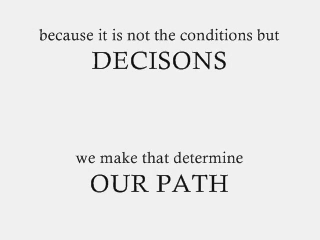 because it is not the conditions but
DECISONS
we make that determine
OUR PATH